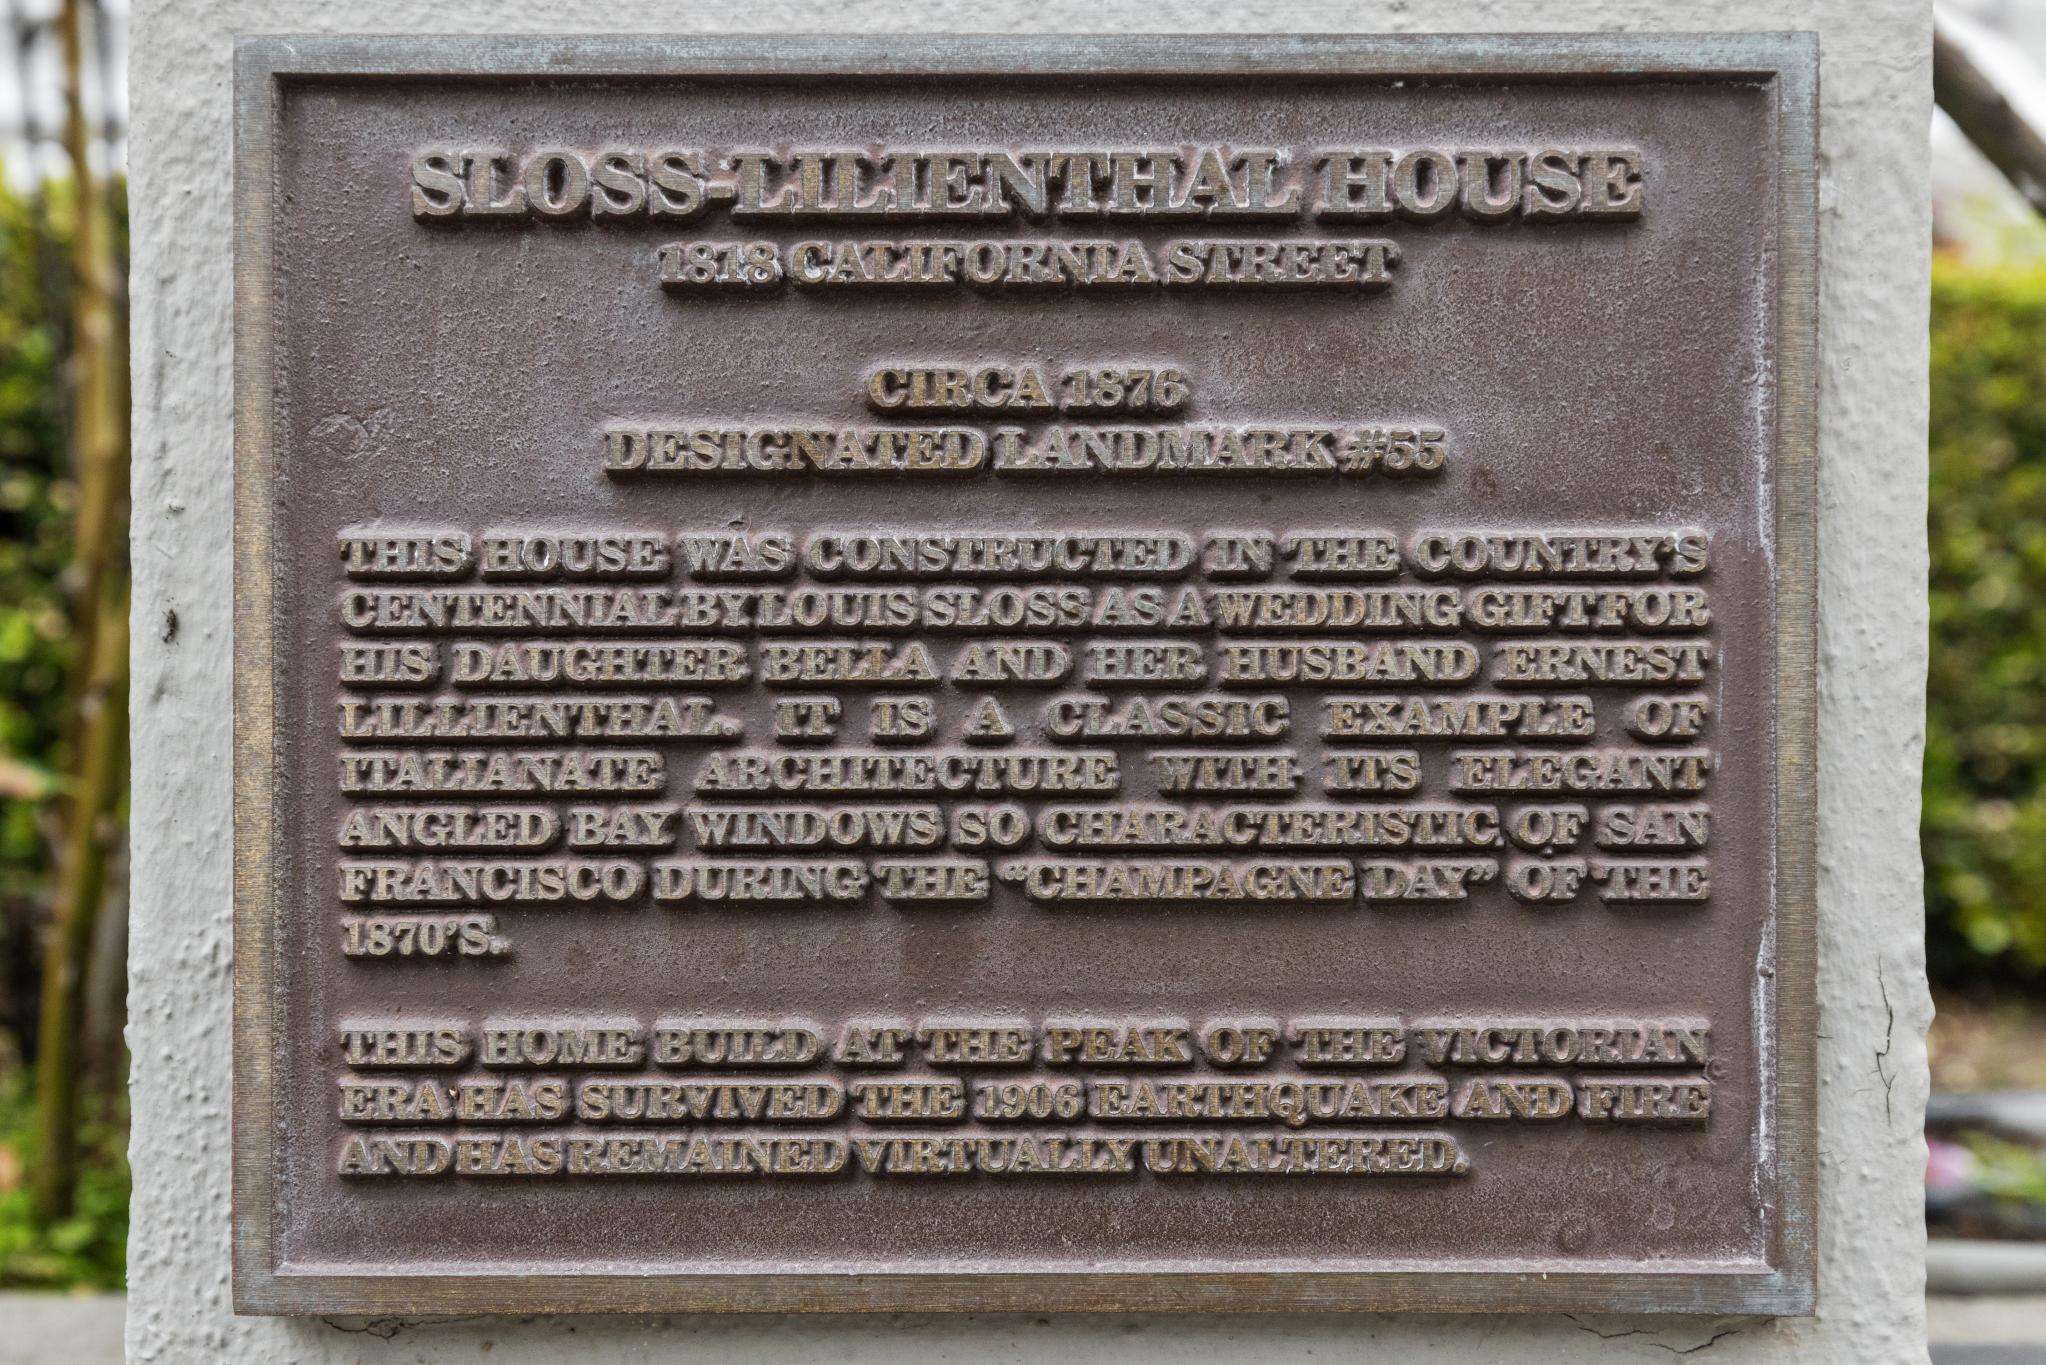 SLOSS-LILIENTHAL HOUSE
1818 CALIFORNIA STREET
CIRCA 1876
DESIGNATED LANDMARK #55
THIS HOUSE WAS CONSTRUCTED IN THE COUNTRY'S
CENTENNIAL BY LOUIS SLOSS AS A WEDDING GIFT FOR
HIS DAUGHTER BELLA AND HER HUSBAND ERNEST
LILLIENTHAL. IT IS A CLASSIC EXAMPLE OF
ITALIANATE ARCHITECTURE WITH ITS ELEGANT
ANGLED BAY WINDOWS SO CHARACTERISTIC OF SAN
FRANCISCO DURING THE “CHAMPAGNE DAY” OF THE
1870'S.
THIS HOME BUILD AT THE PEAK OF THE VICTORIAN
ERA HAS SURVIVED THE 1906 EARTHQUAKE AND FIRE
AND HAS REMAINED VIRTUALLY UNALTERED.